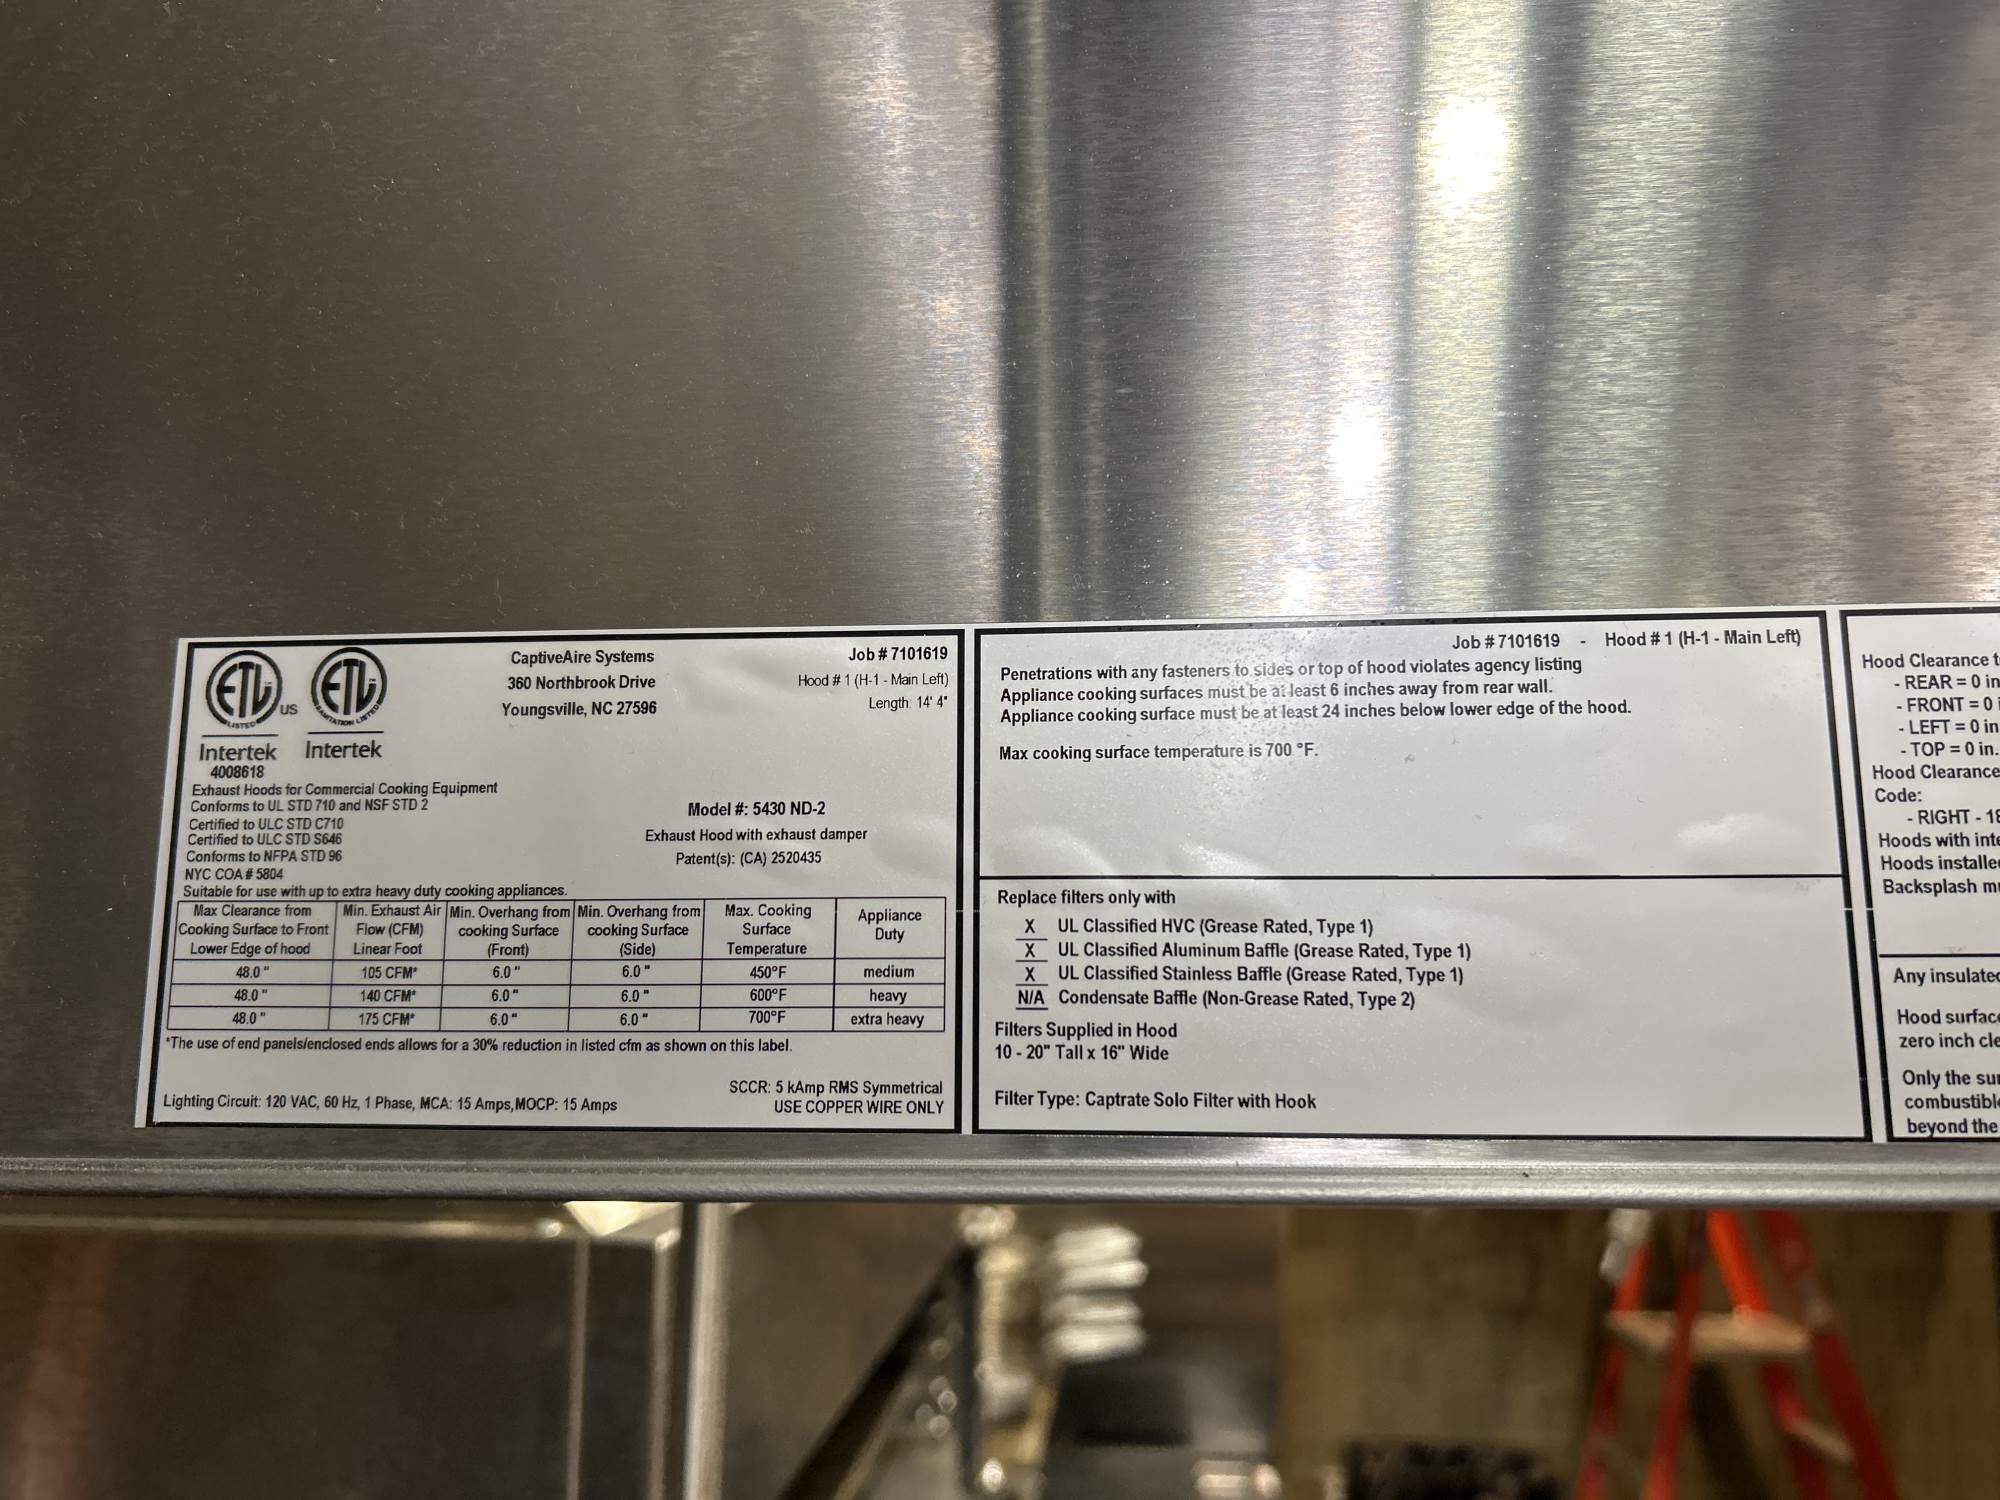 ETL
LISTED
US
Intertek
4008618
ETL
SANITATION LISTED
Intertek
CaptiveAire Systems
360 Northbrook Drive
Youngsville, NC 27596
Job # 7101619
Hood # 1 (H-1 - Main Left)
Length: 14' 4"
Exhaust Hoods for Commercial Cooking Equipment
Conforms to UL STD 710 and NSF STD 2
Certified to ULC STD C710
Certified to ULC STD S646
Conforms to NFPA STD 96
NYC COA # 5804
Model #: 5430 ND-2
Exhaust Hood with exhaust damper
Patent(s): (CA) 2520435
Suitable for use with up to extra heavy duty cooking appliances.
Max Clearance from Cooking Surface to Front Lower Edge of hood Min. Exhaust Air Flow (CFM) Linear Foot Min. Overhang from cooking Surface (Front) Min. Overhang from cooking Surface (Side) Max. Cooking Surface Temperature Appliance Duty
48.0 " 105 CFM* 6.0 " 6.0 " 450°F medium
48.0 " 140 CFM* 6.0 " 6.0 " 600°F heavy
48.0 " 175 CFM* 6.0 " 6.0 " 700°F extra heavy
*The use of end panels/enclosed ends allows for a 30% reduction in listed cfm as shown on this label.
SCCR: 5 kAmp RMS Symmetrical
Lighting Circuit: 120 VAC, 60 Hz, 1 Phase, MCA: 15 Amps,MOCP: 15 Amps
USE COPPER WIRE ONLY
Job # 7101619 - Hood # 1 (H-1 - Main Left)
Penetrations with any fasteners to sides or top of hood violates agency listing
Appliance cooking surfaces must be at least 6 inches away from rear wall.
Appliance cooking surface must be at least 24 inches below lower edge of the hood.
Max cooking surface temperature is 700 °F.
Replace filters only with
X UL Classified HVC (Grease Rated, Type 1)
X UL Classified Aluminum Baffle (Grease Rated, Type 1)
X UL Classified Stainless Baffle (Grease Rated, Type 1)
N/A Condensate Baffle (Non-Grease Rated, Type 2)
Filters Supplied in Hood
10 - 20" Tall x 16" Wide
Filter Type: Captrate Solo Filter with Hook
Hood Clearance t
- REAR = 0 in
- FRONT = 0
- LEFT = 0 in
- TOP = 0 in.
Hood Clearance
Code:
- RIGHT - 18
Hoods with inte
Hoods installe
Backsplash m
Any insulated
Hood surface
zero inch cle
Only the su
combustible
beyond the